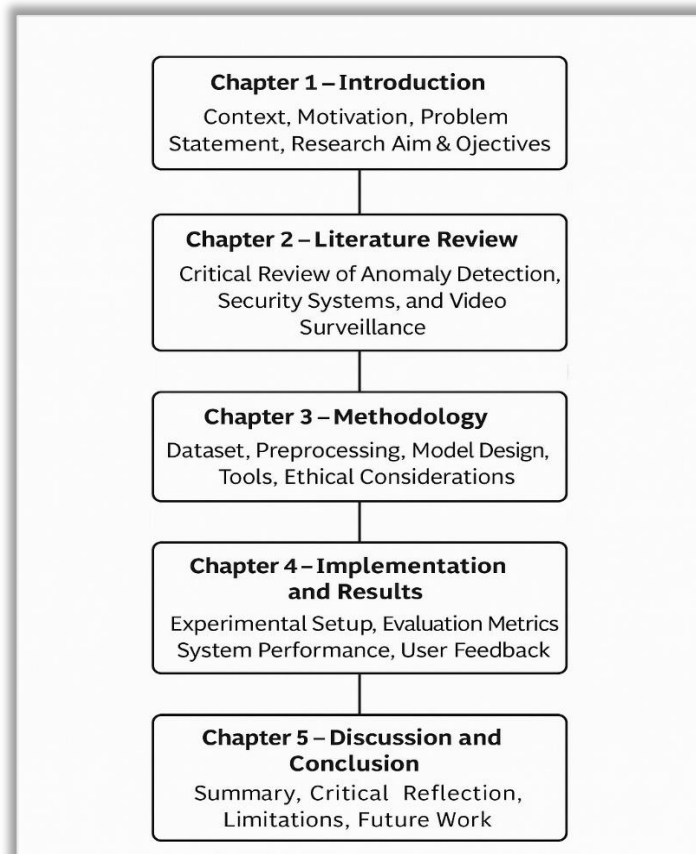 Chapter 1 – Introduction
Context, Motivation, Problem
Statement, Research Aim & Ojectives
Chapter 2 – Literature Review
Critical Review of Anomaly Detection,
Security Systems, and Video
Surveillance
Chapter 3 – Methodology
Dataset, Preprocessing, Model Design,
Tools, Ethical Considerations
Chapter 4 – Implementation
and Results
Experimental Setup, Evaluation Metrics
System Performance, User Feedback
Chapter 5 – Discussion and
Conclusion
Summary, Critical Reflection,
Limitations, Future Work